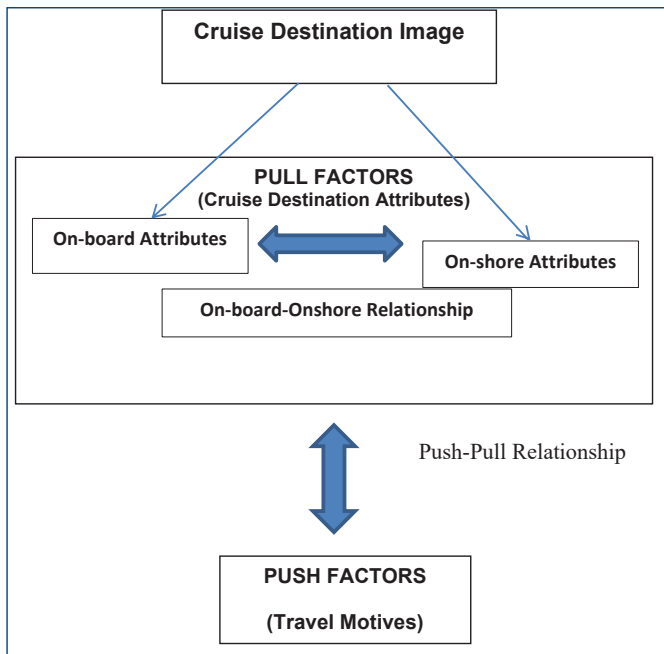 Cruise Destination Image
PULL FACTORS
(Cruise Destination Attributes)
On-board Attributes
On-shore Attributes
On-board-Onshore Relationship
Push-Pull Relationship
PUSH FACTORS
(Travel Motives)